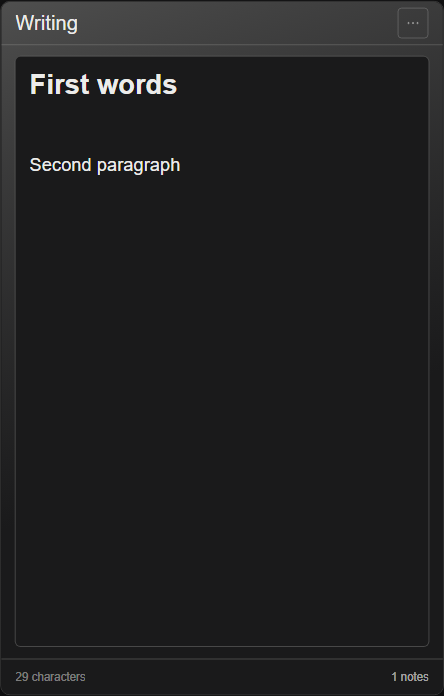 Writing
...
First words
Second paragraph
29 characters
1 notes